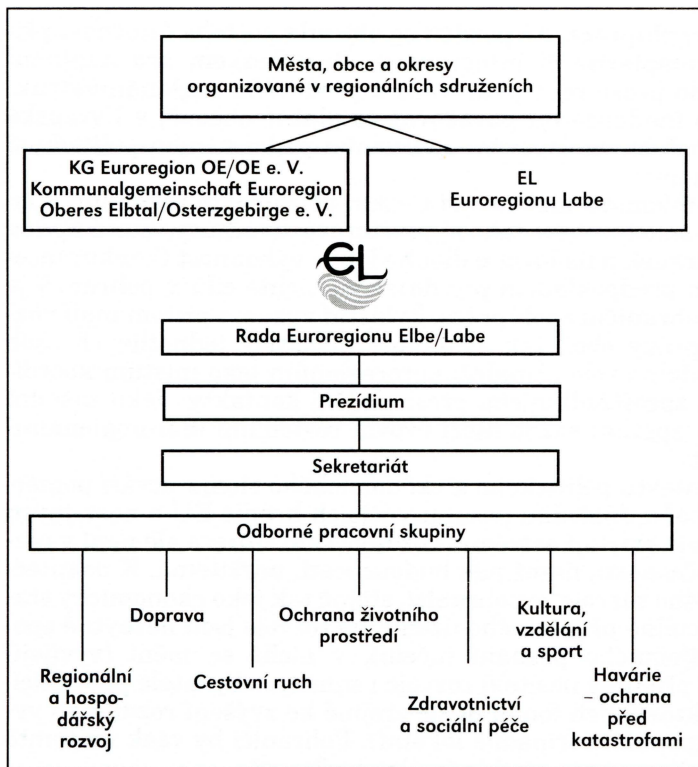 Města, obce a okresy
organizované v regionálních sdruženích
KG Euroregion OE/OE e. V.
Kommunalgemeinschaft Euroregion
Oberes Elbtal/Osterzgebirge e. V.
EL
Euroregionu Labe
EL
Rada Euroregionu Elbe/Labe
Prezídium
Sekretariát
Odborné pracovní skupiny
Doprava
Ochrana životního
prostředí
Kultura,
vzdělání
a sport
Regionální
a hospo-
dářský
rozvoj
Cestovní ruch
Zdravotnictví
a sociální péče
Havárie
– ochrana
před
katastrofami